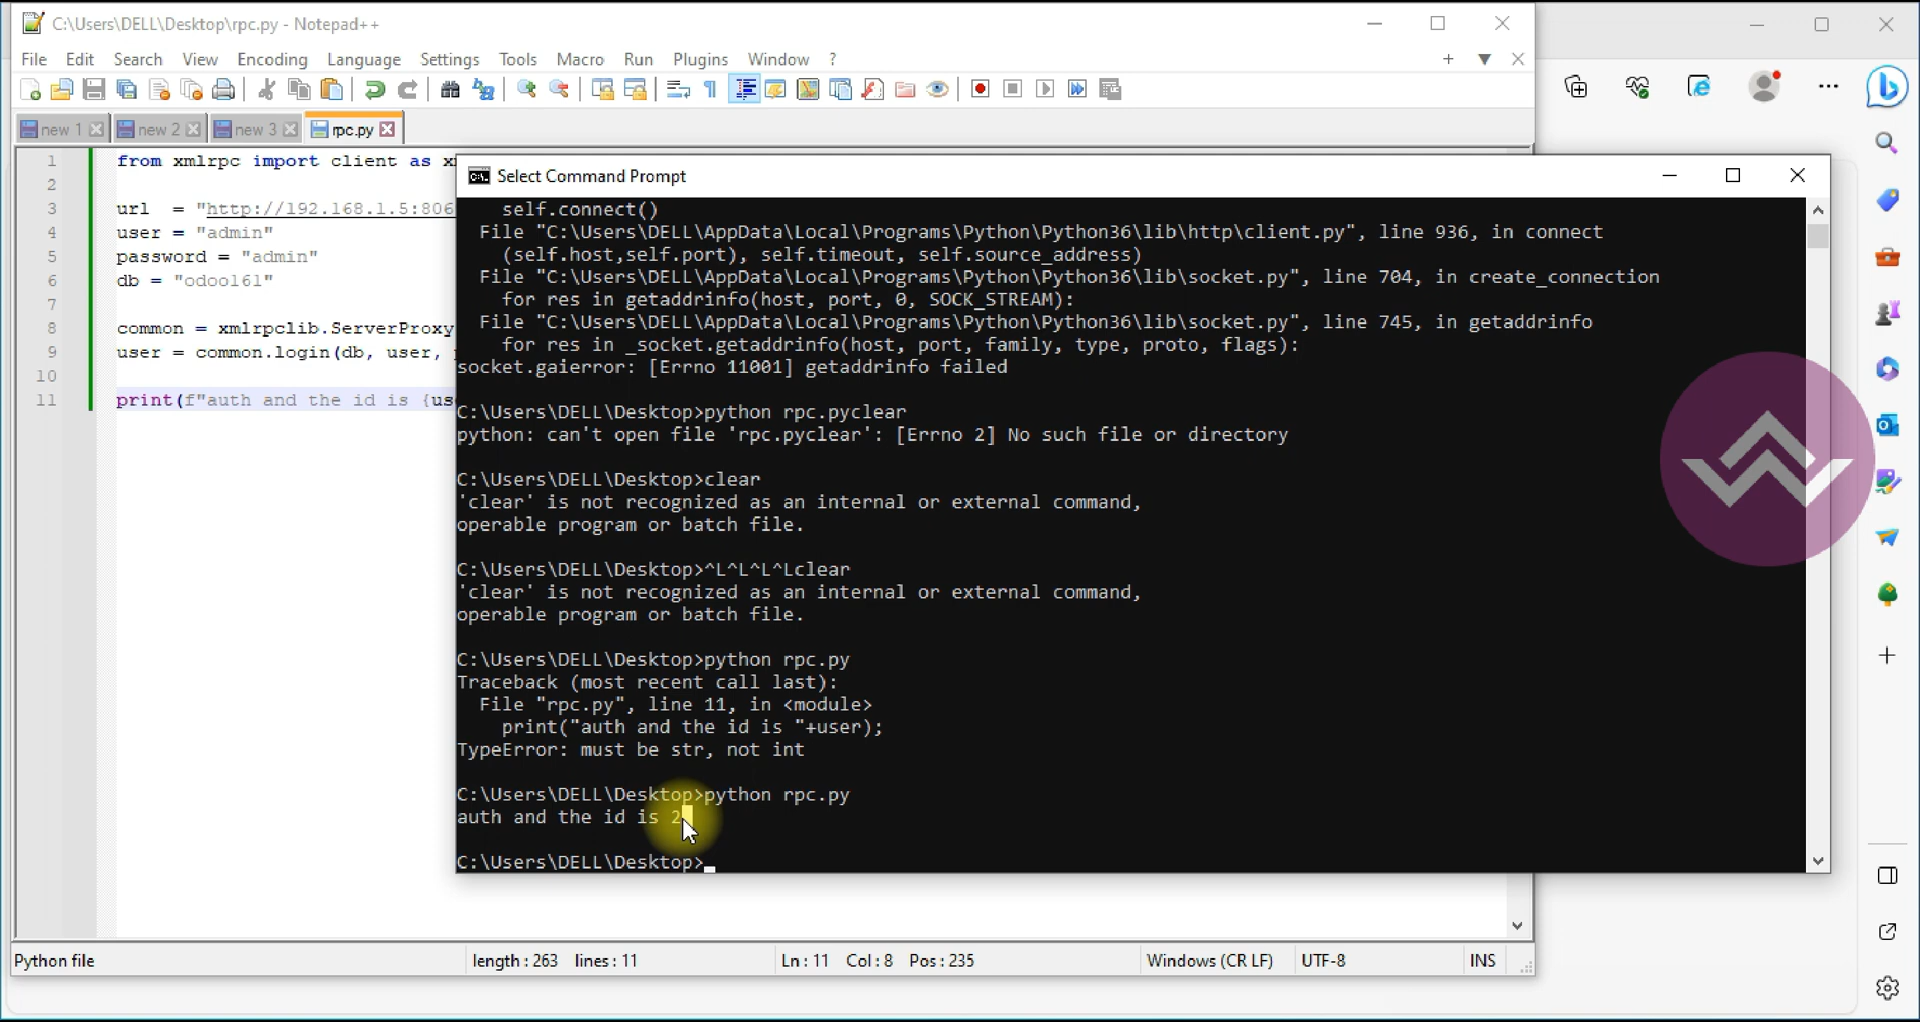 C:\Users\DELL\Desktop\rpc.py - Notepad++
File Edit Search View Encoding Language Settings Tools Macro Run Plugins Window ?
new 1 new 2 new 3 rpc.py
1 from xmlrpc import client as x
2
3 url = "http://192.168.1.5:806
4 user = "admin"
5 password = "admin"
6 db = "odoo161"
7
8 common = xmlrpclib.ServerProxy
9 user = common.login(db, user,
10
11 print(f"auth and the id is {us
Select Command Prompt
self.connect()
File "C:\Users\DELL\AppData\Local\Programs\Python\Python36\lib\http\client.py", line 936, in connect
(self.host,self.port), self.timeout, self.source_address)
File "C:\Users\DELL\AppData\Local\Programs\Python\Python36\lib\socket.py", line 704, in create_connection
for res in getaddrinfo(host, port, 0, SOCK_STREAM):
File "C:\Users\DELL\AppData\Local\Programs\Python\Python36\lib\socket.py", line 745, in getaddrinfo
for res in _socket.getaddrinfo(host, port, family, type, proto, flags):
socket.gaierror: [Errno 11001] getaddrinfo failed
C:\Users\DELL\Desktop>python rpc.pyclear
python: can't open file 'rpc.pyclear': [Errno 2] No such file or directory
C:\Users\DELL\Desktop>clear
'clear' is not recognized as an internal or external command,
operable program or batch file.
C:\Users\DELL\Desktop>^L^L^L^Lclear
'clear' is not recognized as an internal or external command,
operable program or batch file.
C:\Users\DELL\Desktop>python rpc.py
Traceback (most recent call last):
File "rpc.py", line 11, in <module>
print("auth and the id is "+user);
TypeError: must be str, not int
C:\Users\DELL\Desktop>python rpc.py
auth and the id is 2
C:\Users\DELL\Desktop>_
Python file length : 263 lines : 11 Ln : 11 Col : 8 Pos : 235 Windows (CR LF) UTF-8 INS